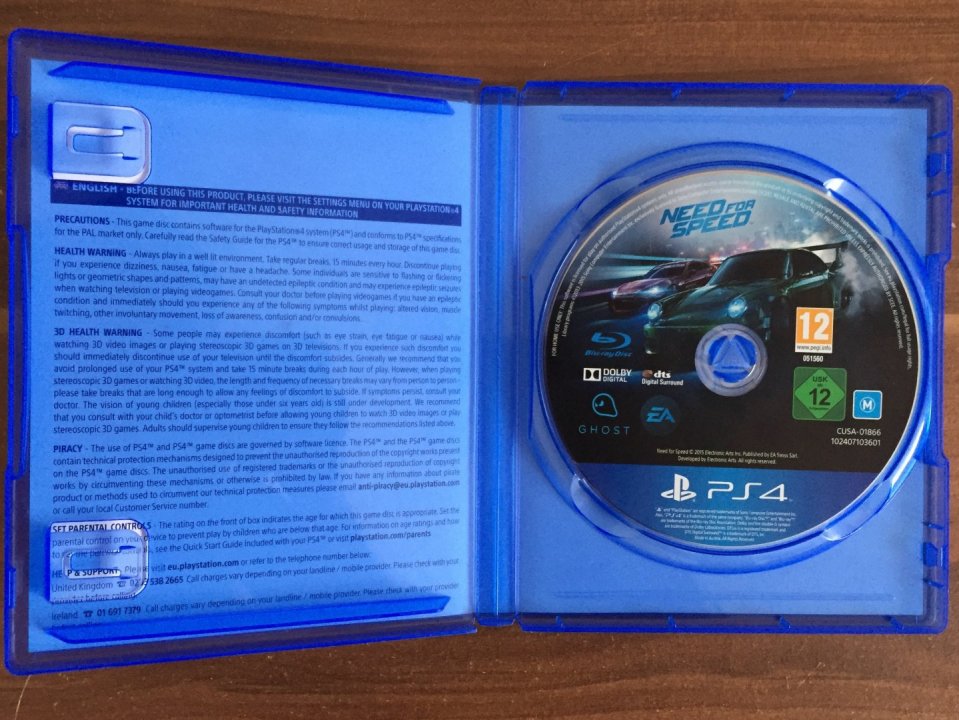 ENGLISH - BEFORE USING THIS PRODUCT, PLEASE VISIT THE SETTINGS MENU ON YOUR PLAYSTATION®4
SYSTEM FOR IMPORTANT HEALTH AND SAFETY INFORMATION
PRECAUTIONS - This game disc contains software for the PlayStation®4 system (PS4™) and conforms to PS4™ specifications
for the PAL market only. Carefully read the Safety Guide for the PS4™ to ensure correct usage and storage of this game disc.
HEALTH WARNING - Always play in a well lit environment. Take regular breaks, 15 minutes every hour. Discontinue playing
if you experience dizziness, nausea, fatigue or have a headache. Some individuals are sensitive to flashing or flickering
lights or geometric shapes and patterns, may have an undetected epileptic condition and may experience epileptic seizures
when watching television or playing videogames. Consult your doctor before playing videogames if you have an epileptic
condition and immediately should you experience any of the following symptoms whilst playing: altered vision, muscle
twitching, other involuntary movement, loss of awareness, confusion and/or convulsions.
3D HEALTH WARNING - Some people may experience discomfort (such as eye strain, eye fatigue or nausea) while
watching 3D video images or playing stereoscopic 3D games on 3D televisions. If you experience such discomfort you
should immediately discontinue use of your television until the discomfort subsides. Generally we recommend that you
avoid prolonged use of your PS4™ system and take 15 minute breaks during each hour of play. However, when playing
stereoscopic 3D games or watching 3D video, the length and frequency of necessary breaks may vary from person to person -
please take breaks that are long enough to allow any feelings of discomfort to subside. If symptoms persist, consult your
doctor. The vision of young children (especially those under six years old) is still under development. We recommend
that you consult with your child's doctor or optometrist before allowing young children to watch 3D video images or play
stereoscopic 3D games. Adults should supervise young children to ensure they follow the recommendations listed above.
PIRACY - The use of PS4™ and PS4™ game discs are governed by software licence. The PS4™ and the PS4™ game discs
contain technical protection mechanisms designed to prevent the unauthorised reproduction of the copyright works present
on the PS4™ game discs. The unauthorised use of registered trademarks or the unauthorised reproduction of copyright
works by circumventing these mechanisms or otherwise is prohibited by law. If you have any information about pirate
product or methods used to circumvent our technical protection measures please email anti-piracy@eu.playstation.com
or call your local Customer Service number.
SET PARENTAL CONTROLS - The rating on the front of box indicates the age for which this game disc is appropriate. Set the
parental control on your device to prevent play by children who are below that age. For information on age ratings and how
to set the parental, see the Quick Start Guide Included with your PS4™ or visit playstation.com/parents
HELP & SUPPORT Please visit eu.playstation.com or refer to the telephone number below.
United Kingdom ☎ 538 2665 Call charges vary depending on your landline / mobile provider. Please check with your
provider before calling.
Ireland ☎ 01 691 7379 Call charges vary depending on your landline / mobile provider. Please check with your provider
NEED FOR
SPEED
12
www.pegi.info
051560
Blu-ray Disc
DOLBY
DIGITAL
dts
Digital Surround
USK
12
M
GHOST
EA
CUSA-01866
102407103601
Need for Speed © 2015 Electronic Arts Inc. Published by EA Swiss Sàrl.
Developed by Electronic Arts. All rights reserved.
PS4